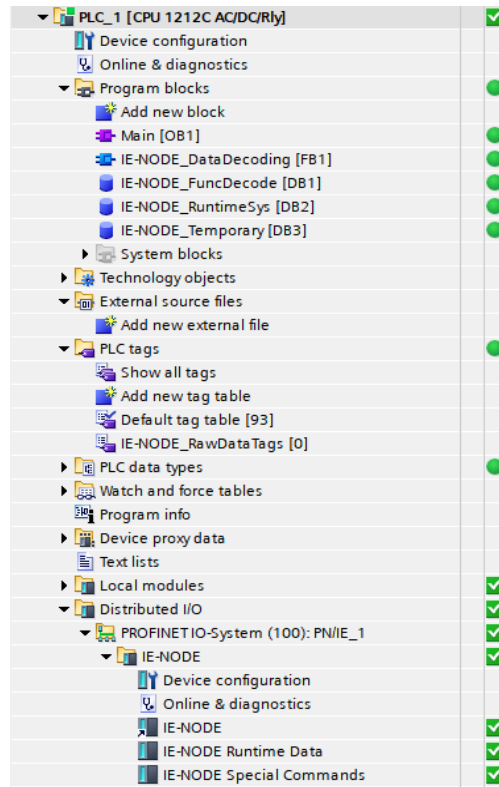 PLC_1 [CPU 1212C AC/DC/Rly]
Device configuration
Online & diagnostics
Program blocks
Add new block
Main [OB1]
IE-NODE_DataDecoding [FB1]
IE-NODE_FuncDecode [DB1]
IE-NODE_RuntimeSys [DB2]
IE-NODE_Temporary [DB3]
System blocks
Technology objects
External source files
Add new external file
PLC tags
Show all tags
Add new tag table
Default tag table [93]
IE-NODE_RawDataTags [0]
PLC data types
Watch and force tables
Program info
Device proxy data
Text lists
Local modules
Distributed I/O
PROFINET IO-System (100): PN/IE_1
IE-NODE
Device configuration
Online & diagnostics
IE-NODE
IE-NODE Runtime Data
IE-NODE Special Commands